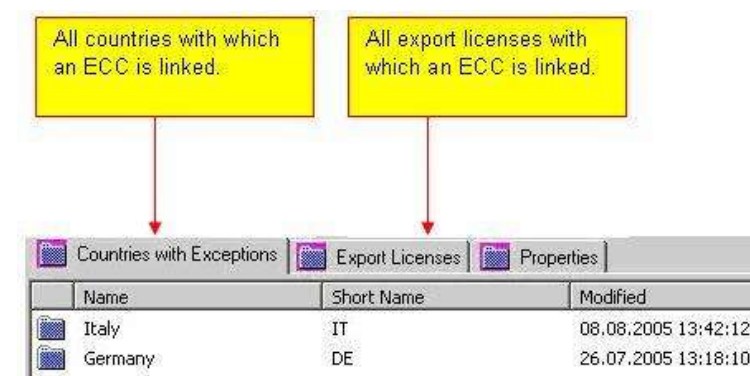 All countries with which
an ECC is linked.
All export licenses with
which an ECC is linked.
Countries with Exceptions Export Licenses Properties
Name Short Name Modified
Italy IT 08.08.2005 13:42:12
Germany DE 26.07.2005 13:18:10